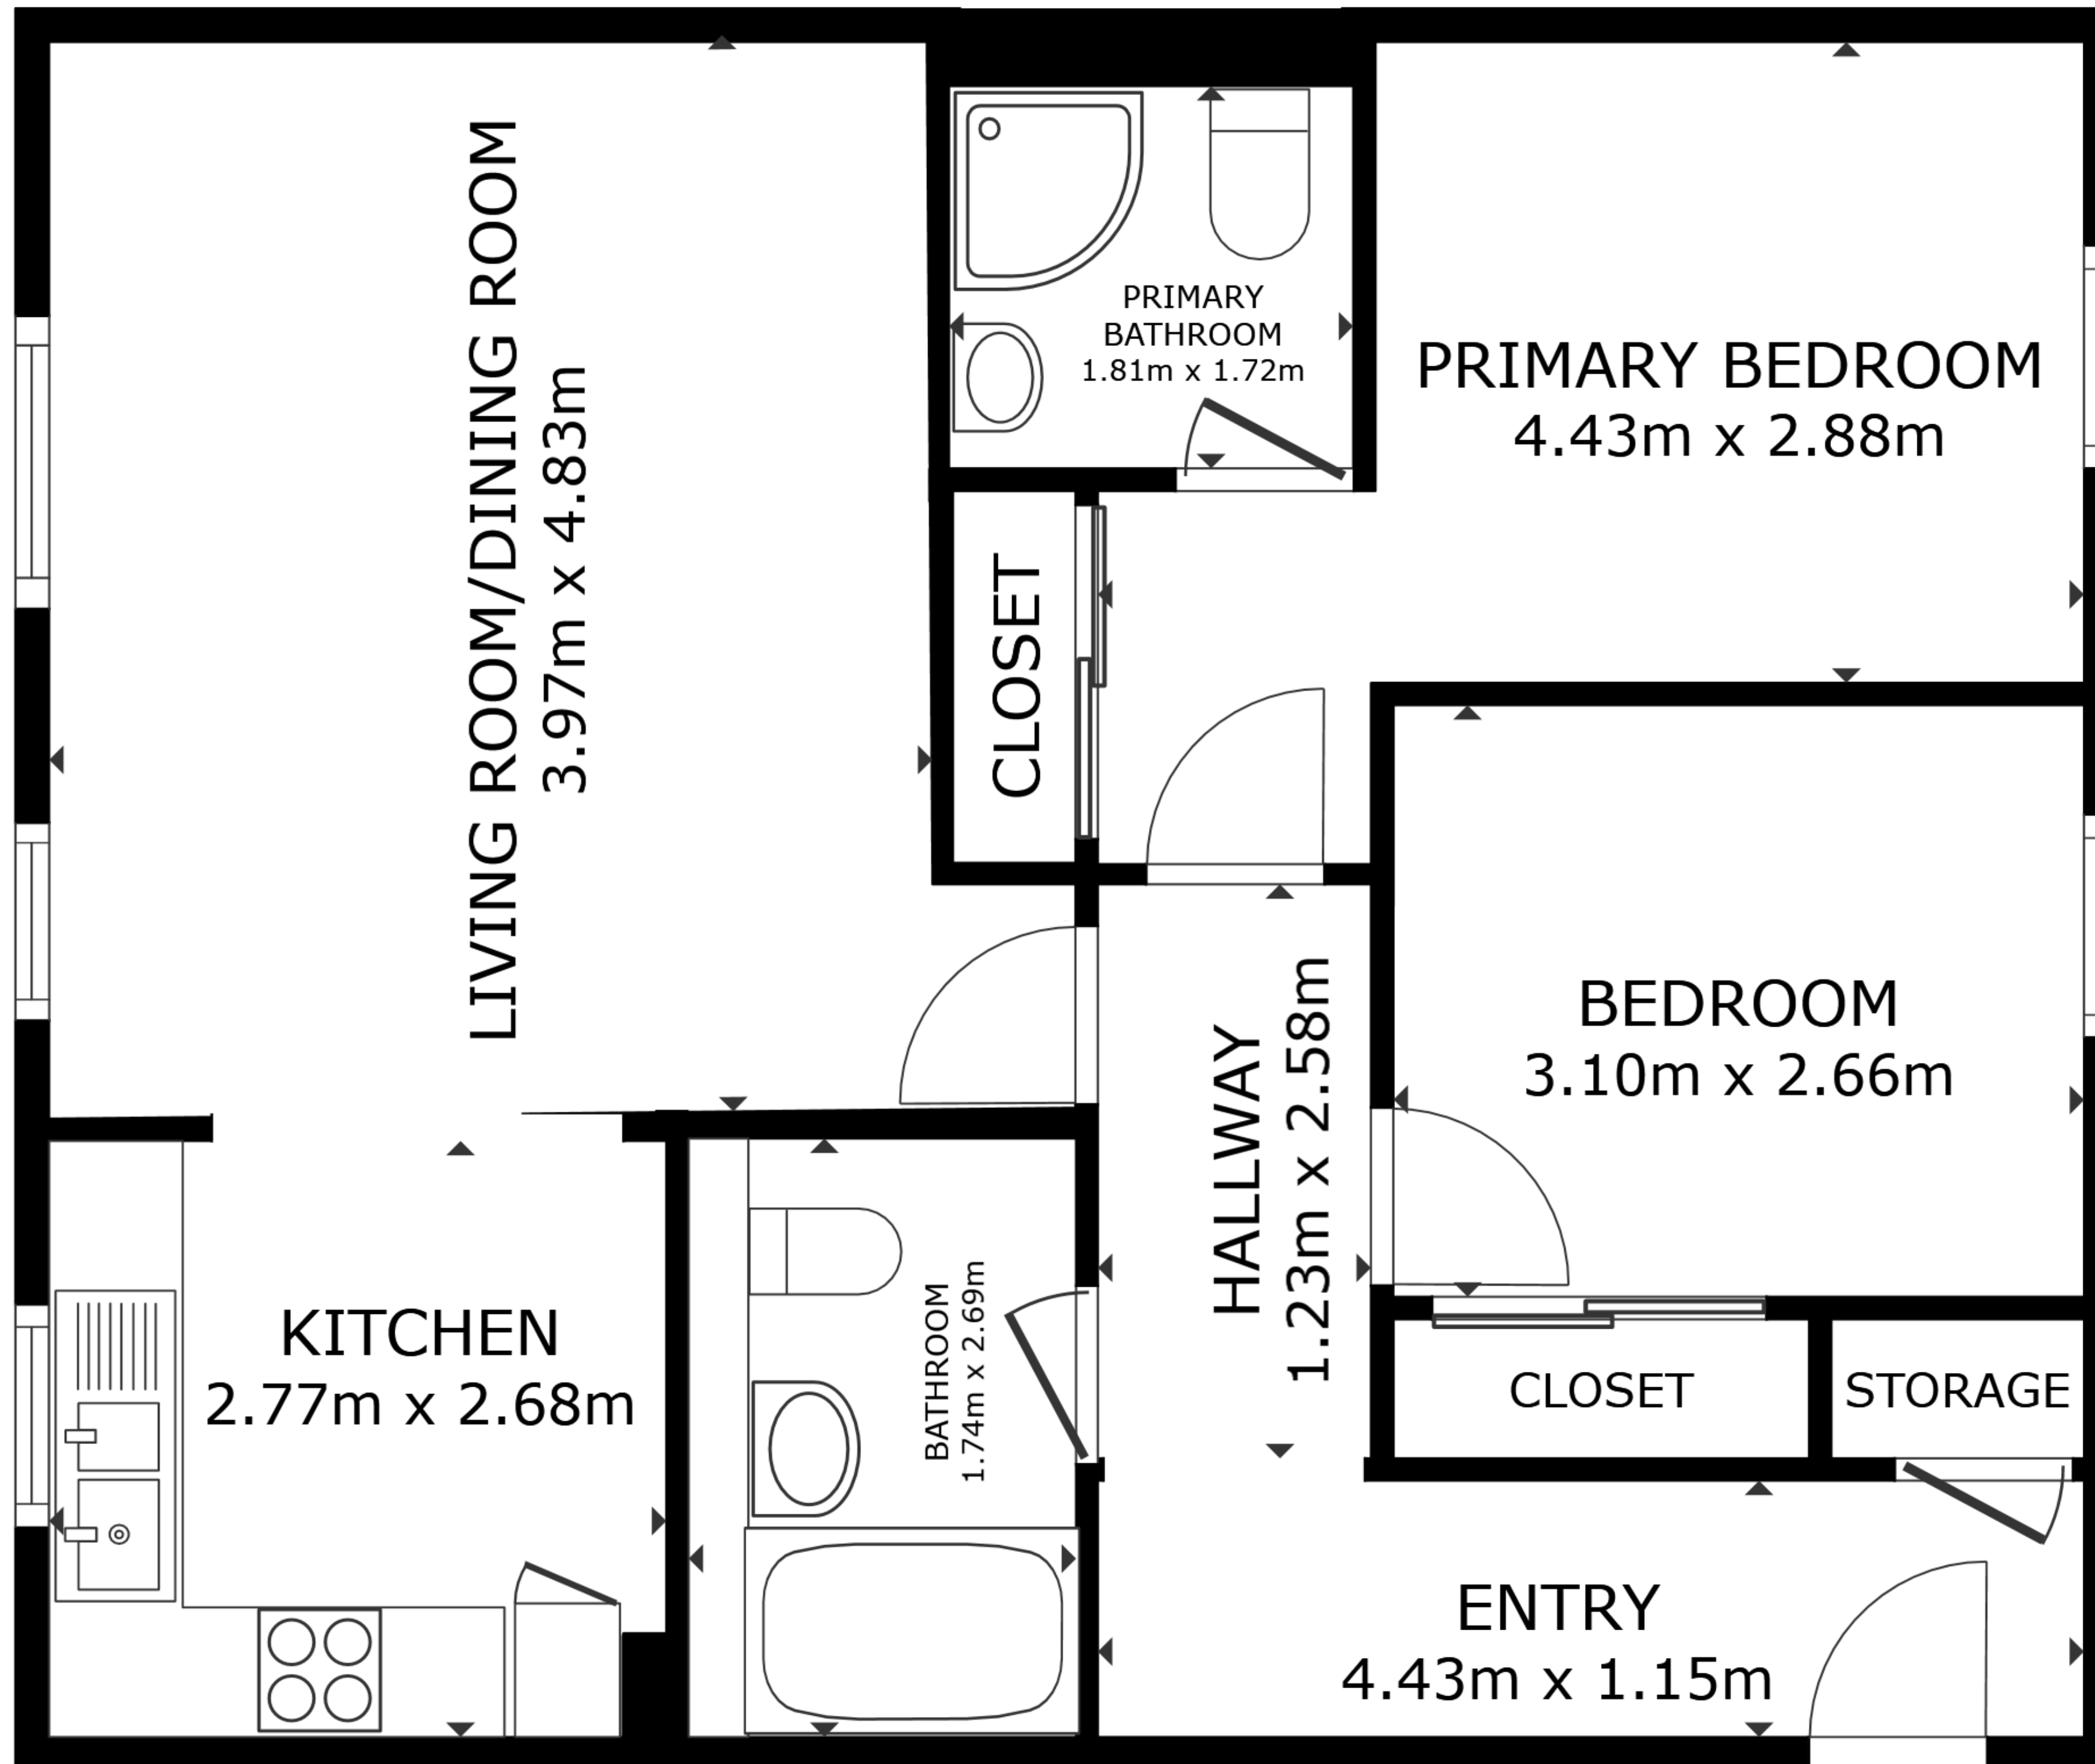 LIVING ROOM/DINING ROOM
3.97m x 4.83m
PRIMARY
BATHROOM
1.81m x 1.72m
PRIMARY BEDROOM
4.43m x 2.88m
CLOSET
BEDROOM
3.10m x 2.66m
HALLWAY
1.23m x 2.58m
KITCHEN
2.77m x 2.68m
BATHROOM
1.74m x 2.69m
CLOSET
STORAGE
ENTRY
4.43m x 1.15m